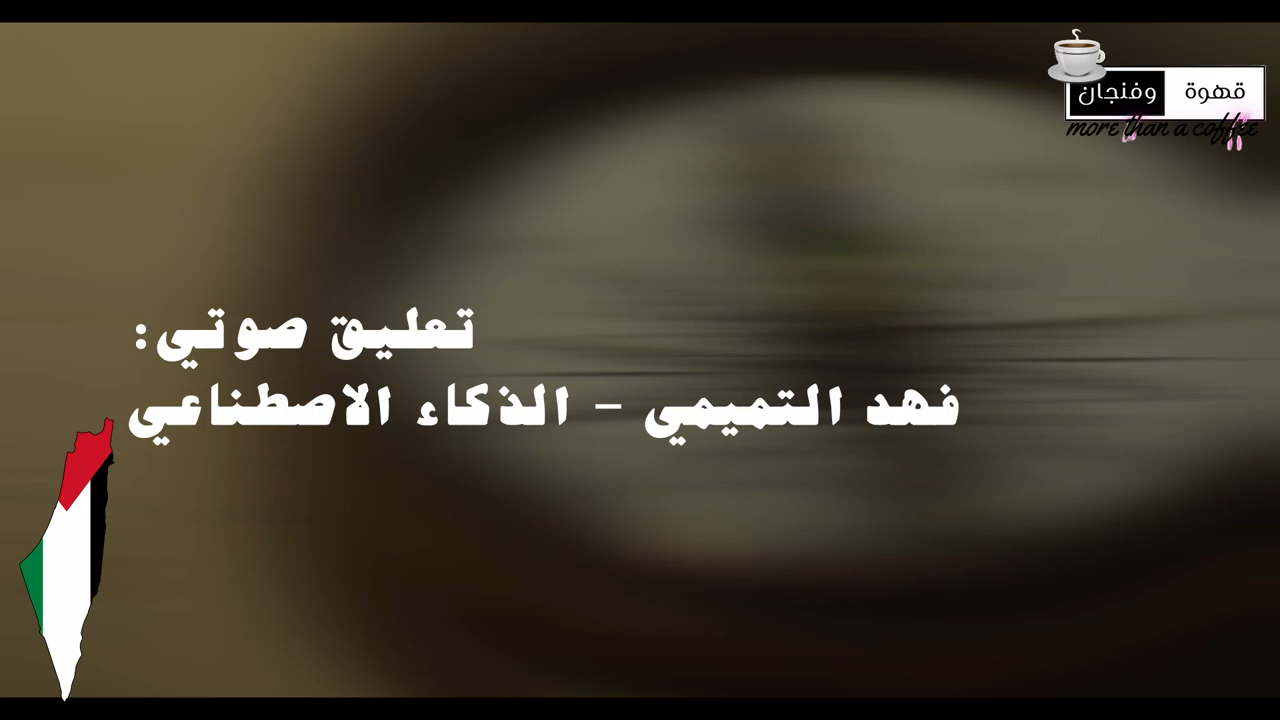 قهوة وفنجان
more than a coffee
تعليق صوتي:
فهد التميمي - الذكاء الاصطناعي